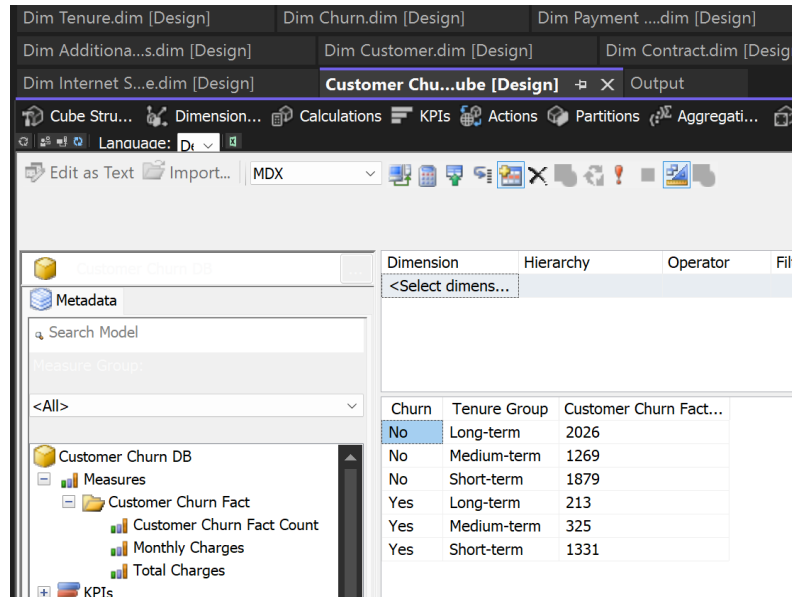 Dim Tenure.dim [Design] Dim Churn.dim [Design] Dim Payment ....dim [Design]
Dim Additiona...s.dim [Design] Dim Customer.dim [Design] Dim Contract.dim [Desig
Dim Internet S...e.dim [Design] Customer Chu...ube [Design] Output
Cube Stru... Dimension... Calculations KPIs Actions Partitions Aggregati...
Language: De
Edit as Text Import... MDX
Customer Churn DB ...
Dimension Hierarchy Operator Fil
<Select dimens...
Metadata
Search Model
Measure Group:
<All>
Churn Tenure Group Customer Churn Fact...
No Long-term 2026
No Medium-term 1269
No Short-term 1879
Yes Long-term 213
Yes Medium-term 325
Yes Short-term 1331
Customer Churn DB
Measures
Customer Churn Fact
Customer Churn Fact Count
Monthly Charges
Total Charges
KPIs